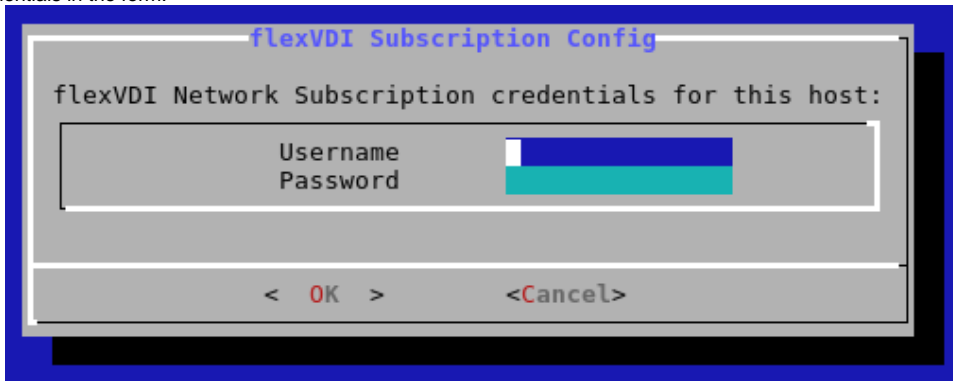 flexVDI Subscription Config
flexVDI Network Subscription credentials for this host:
Username
Password
< OK > <Cancel>